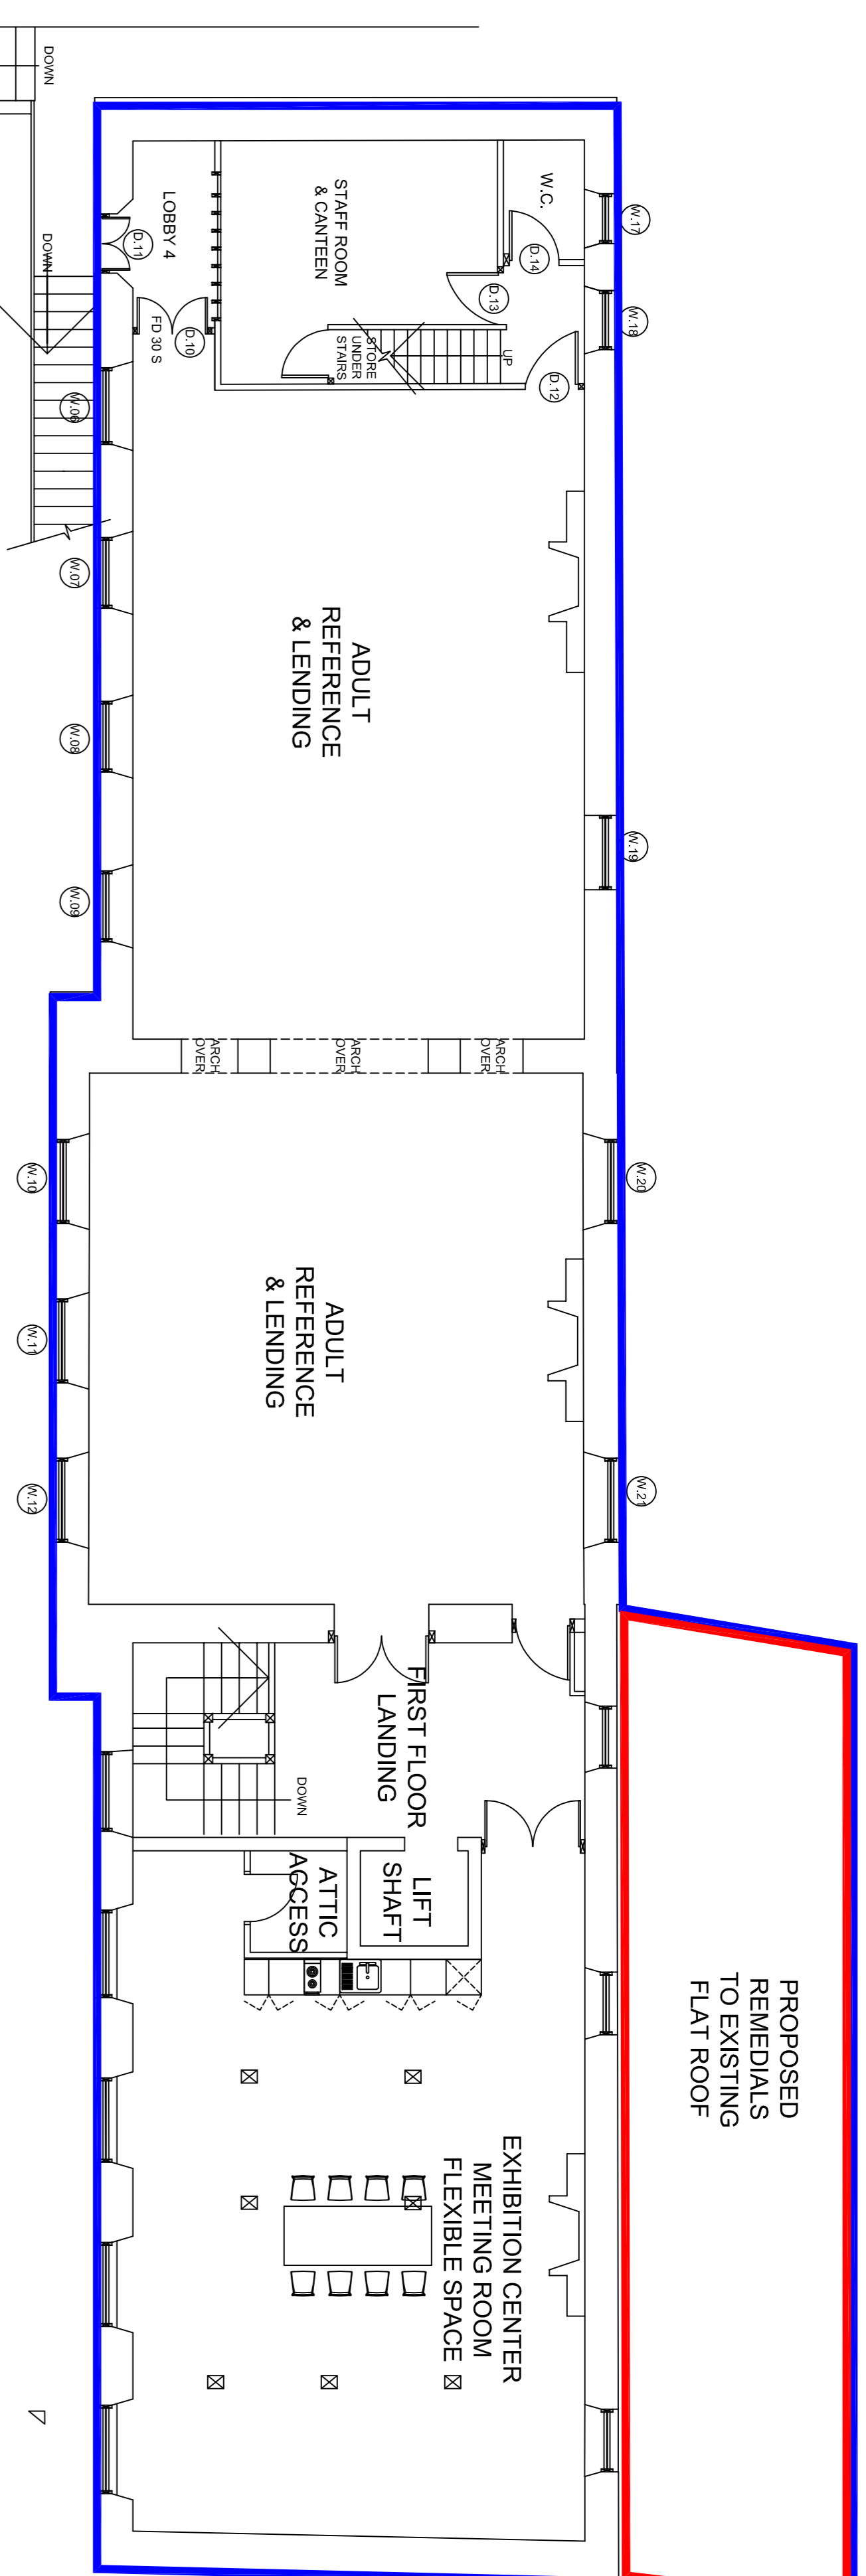 DOWN
DOWN
LOBBY 4
D.11
FD 30 S
D.10
STAFF ROOM
& CANTEEN
W.C.
D.14
D.13
UP
STORE
UNDER
STAIRS
D.12
W.17
W.18
W.06
W.07
W.08
W.09
W.19
ADULT
REFERENCE
& LENDING
ARCH
OVER
ARCH
OVER
ARCH
OVER
W.10
W.11
W.12
W.20
W.21
ADULT
REFERENCE
& LENDING
FIRST FLOOR
LANDING
DOWN
LIFT
SHAFT
ATTIC
ACCESS
EXHIBITION CENTER
MEETING ROOM
FLEXIBLE SPACE
PROPOSED
REMEDIALS
TO EXISTING
FLAT ROOF